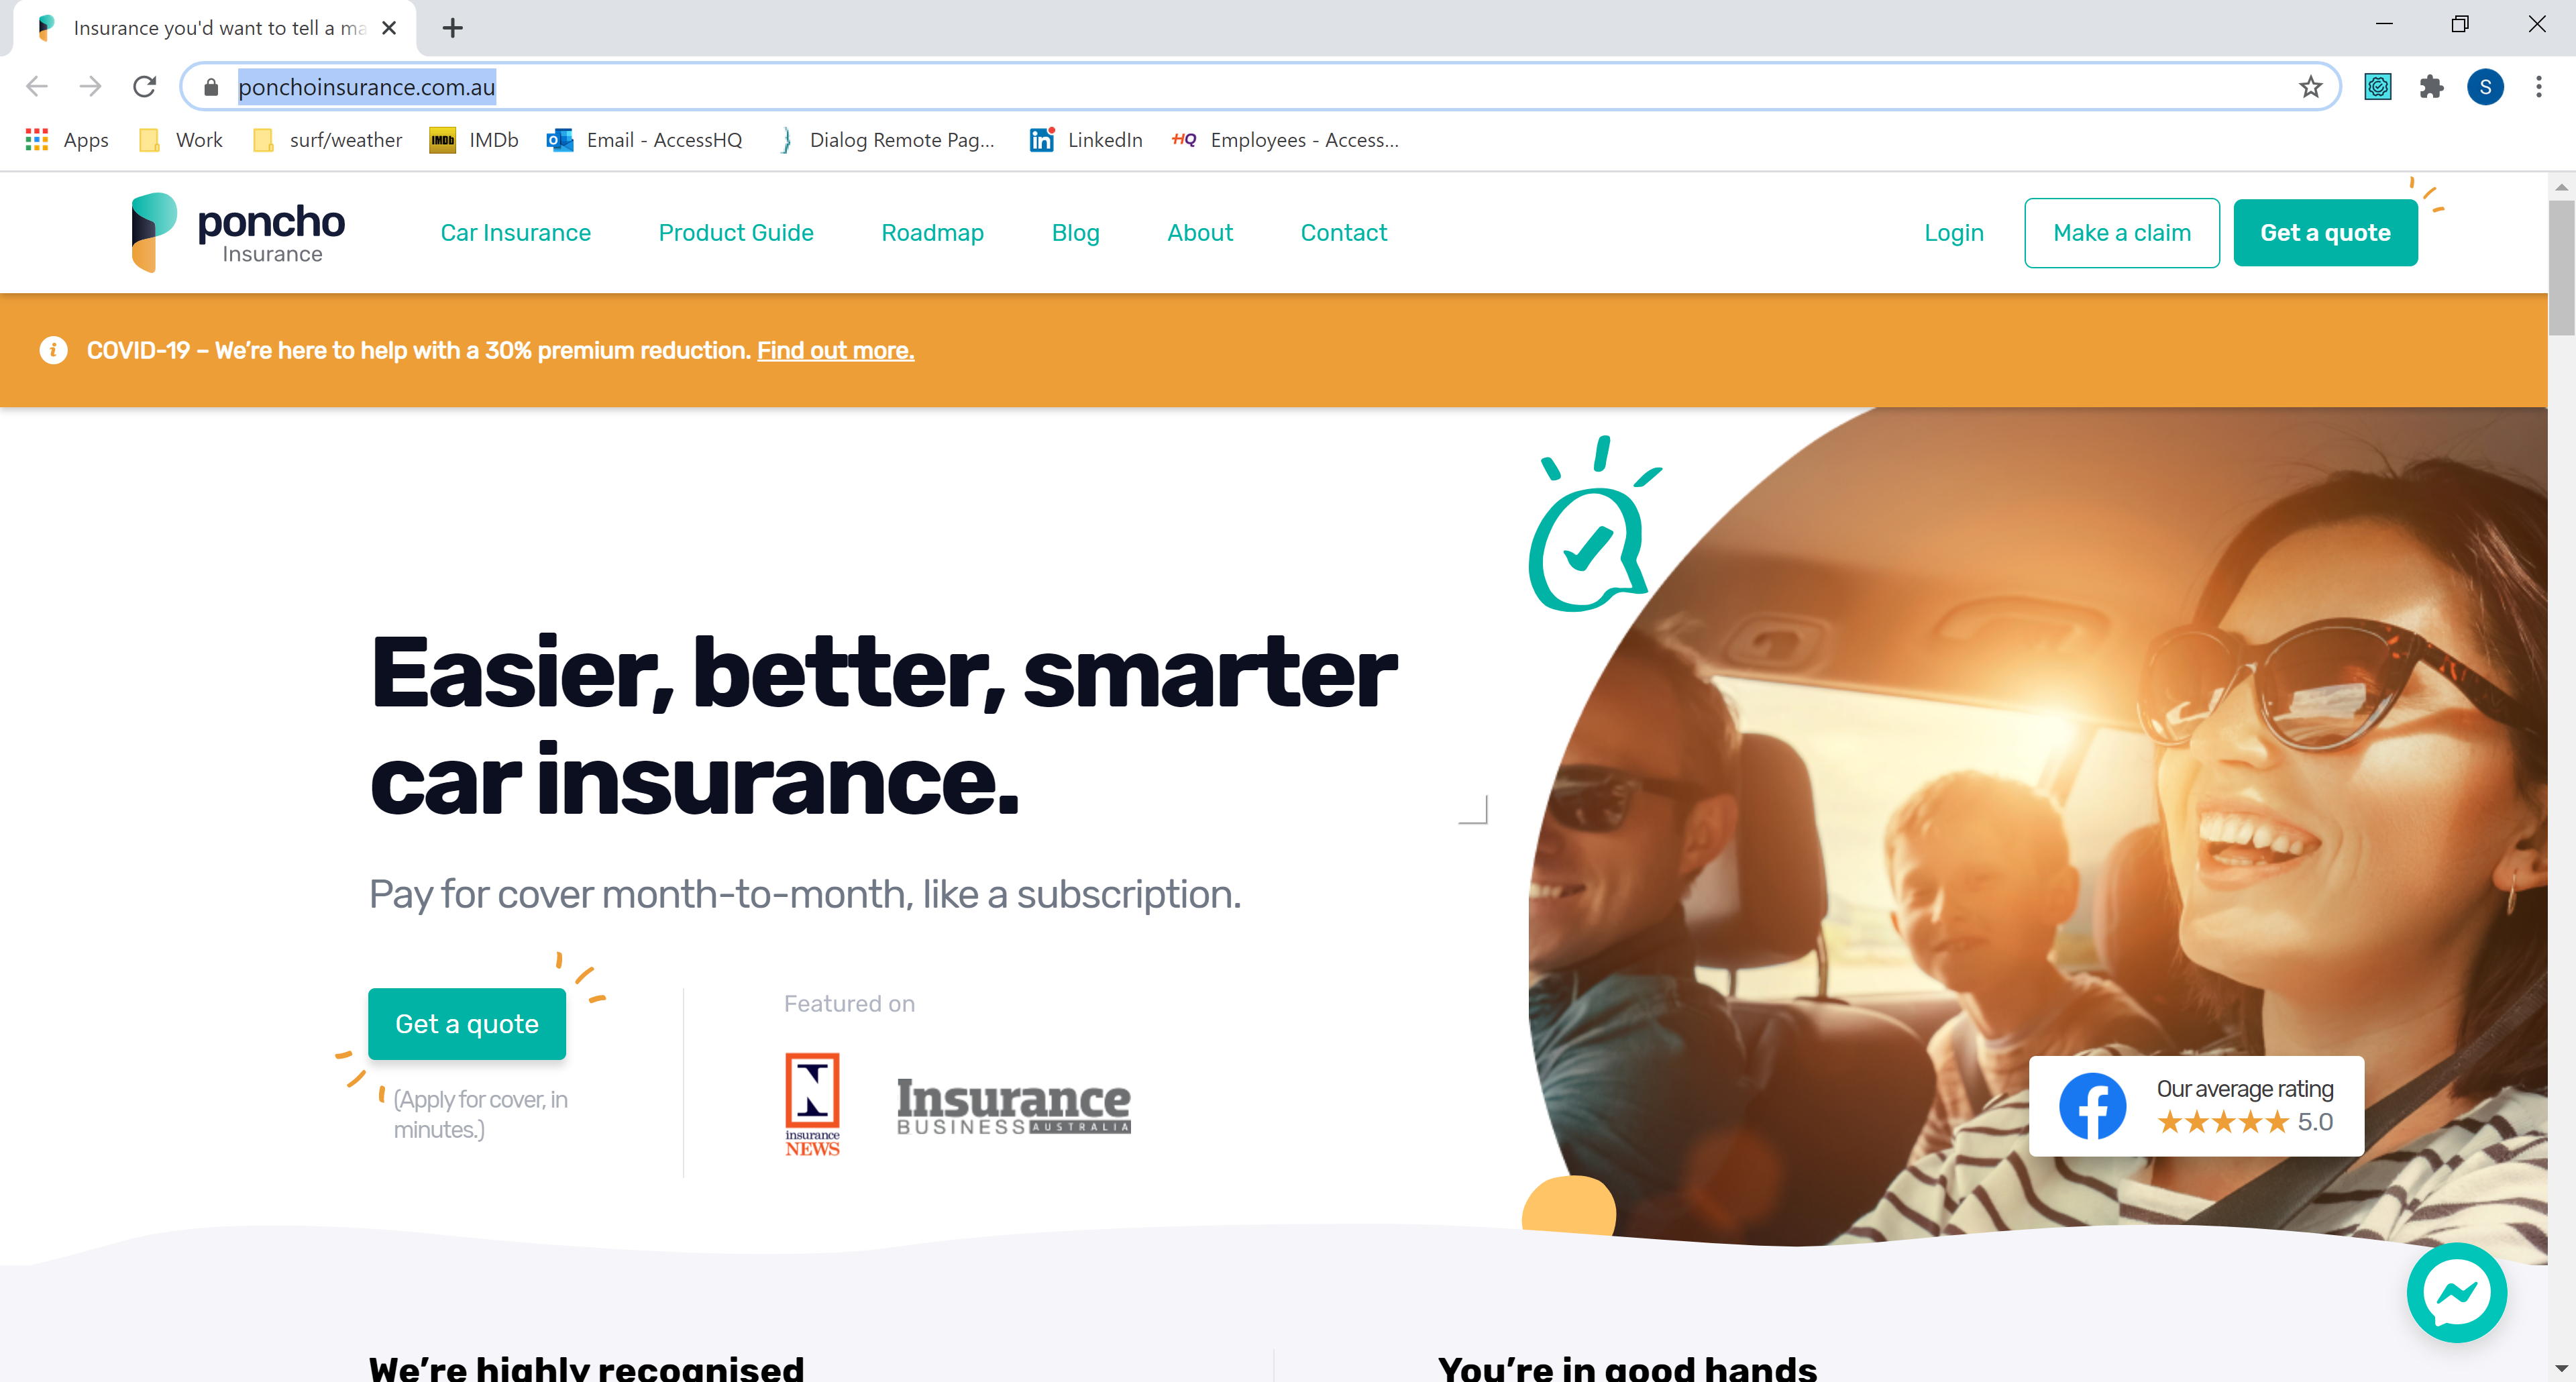 Insurance you'd want to tell a ma
ponchoinsurance.com.au
S
Apps
Work
surf/weather
IMDb
IMDb
Email - AccessHQ
Dialog Remote Pag...
in
LinkedIn
HQ
Employees - Access...
poncho
Insurance
Car Insurance
Product Guide
Roadmap
Blog
About
Contact
Login
Make a claim
Get a quote
COVID-19 – We’re here to help with a 30% premium reduction. Find out more.
Easier, better, smarter
car insurance.
Pay for cover month-to-month, like a subscription.
Get a quote
(Apply for cover, in
minutes.)
Featured on
N
insurance
NEWS
Insurance
BUSINESS AUSTRALIA
Our average rating
★★★★★ 5.0
We’re highly recognised
You’re in good hands